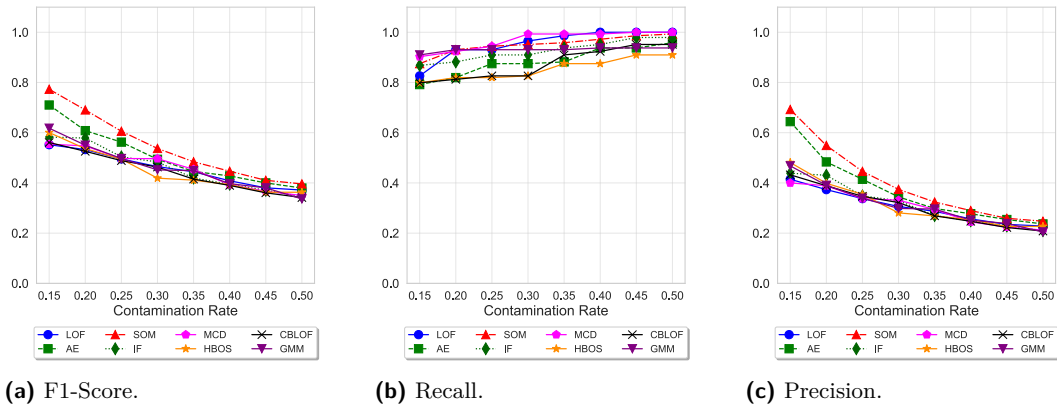 1.0
0.8
0.6
0.4
0.2
0.0
0.15 0.20 0.25 0.30 0.35 0.40 0.45 0.50
Contamination Rate
LOF SOM MCD CBLOF
AE IF HBOS GMM
(a) F1-Score.
1.0
0.8
0.6
0.4
0.2
0.0
0.15 0.20 0.25 0.30 0.35 0.40 0.45 0.50
Contamination Rate
LOF SOM MCD CBLOF
AE IF HBOS GMM
(b) Recall.
1.0
0.8
0.6
0.4
0.2
0.0
0.15 0.20 0.25 0.30 0.35 0.40 0.45 0.50
Contamination Rate
LOF SOM MCD CBLOF
AE IF HBOS GMM
(c) Precision.